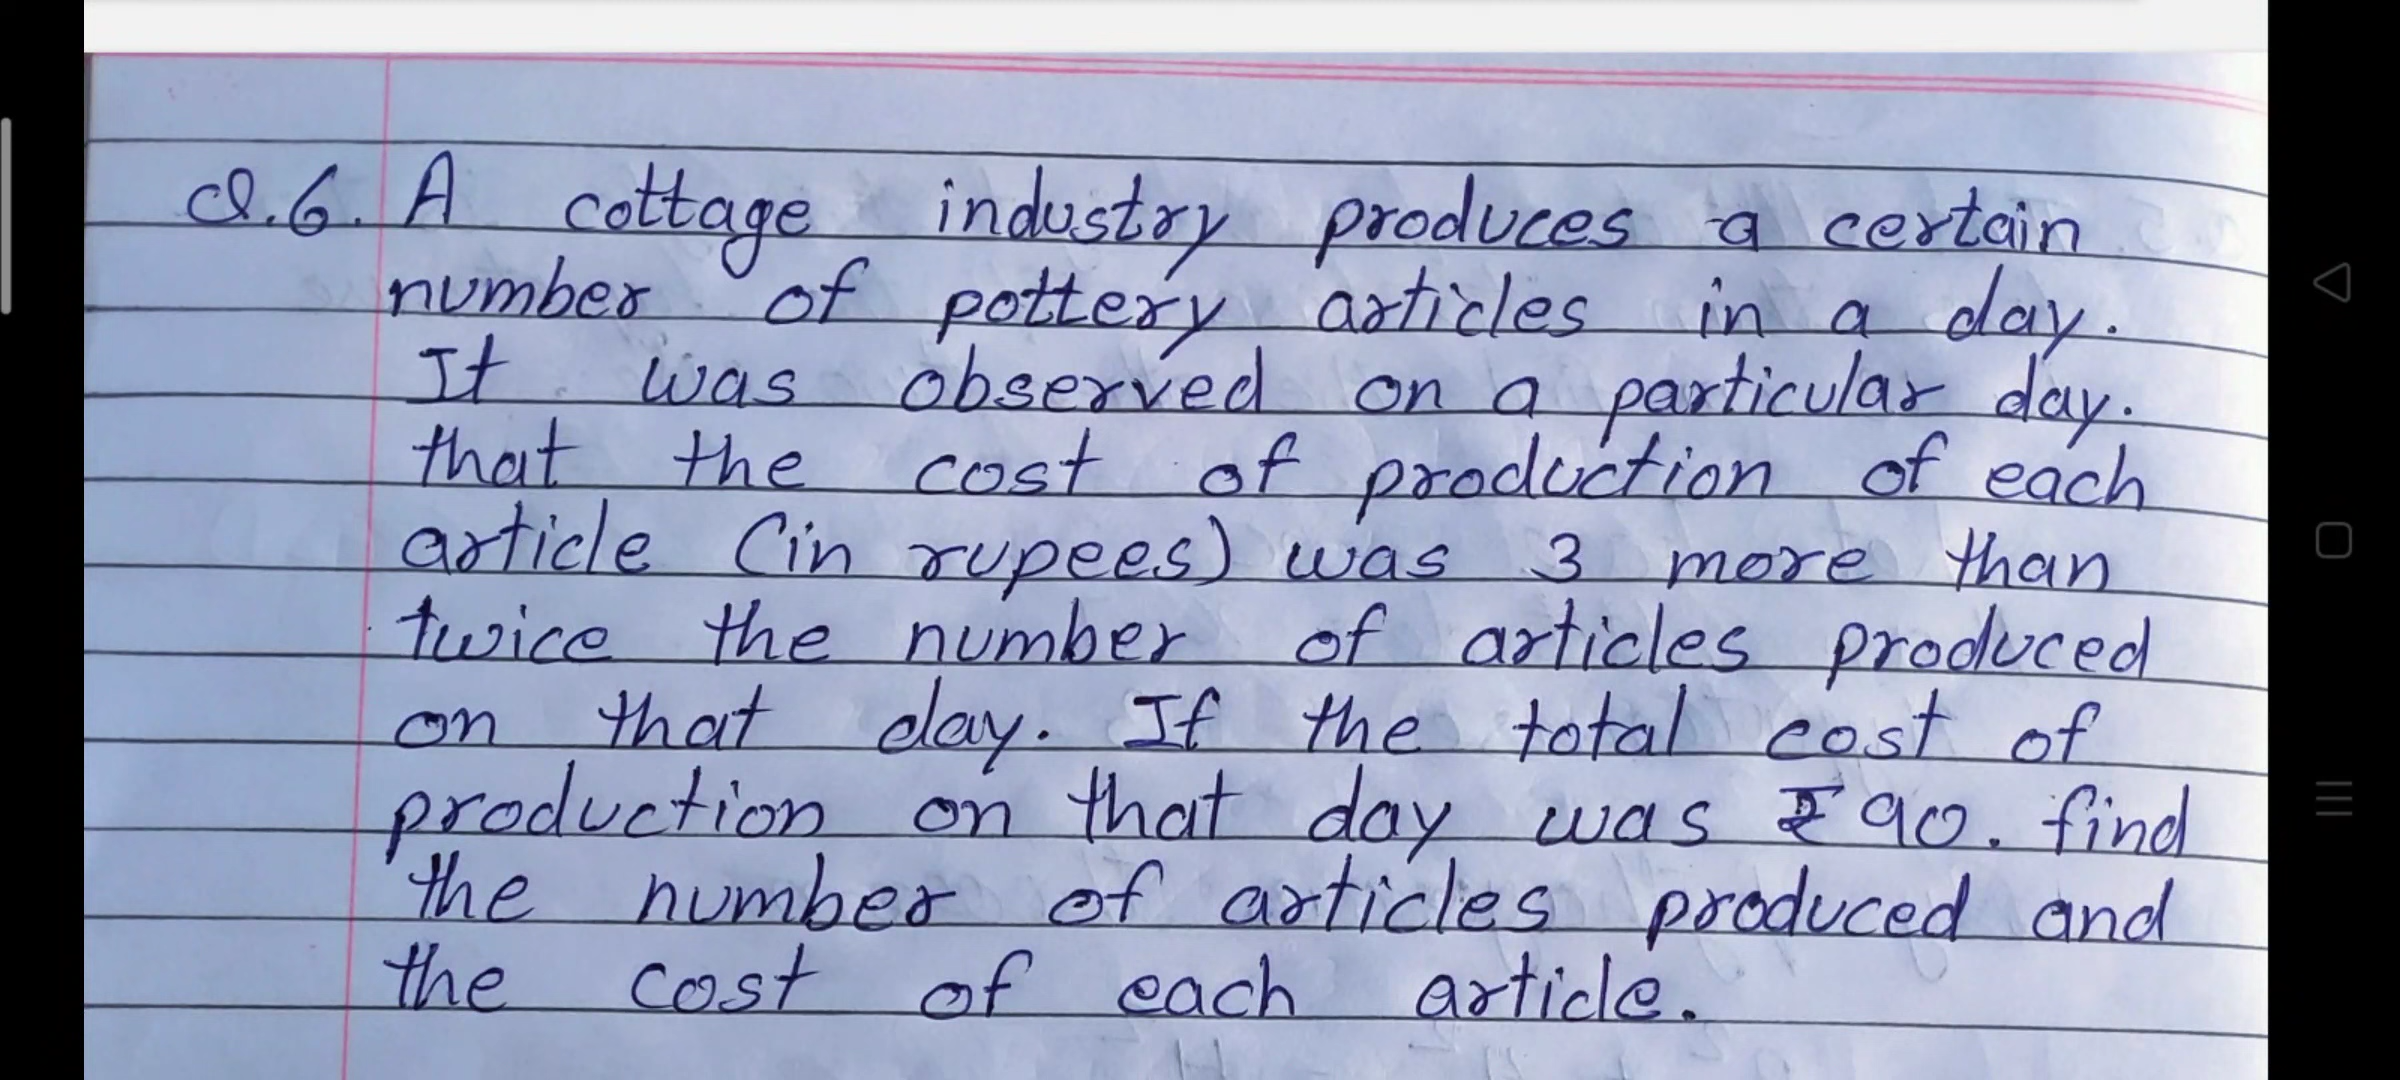 Q.6. A cottage industry produces a certain
number of pottery articles in a day.
It was observed on a particular day.
that the cost of production of each
article (in rupees) was 3 more than
twice the number of articles produced
on that day. If the total cost of
production on that day was ₹ 90. find
the number of articles produced and
the cost of each article.